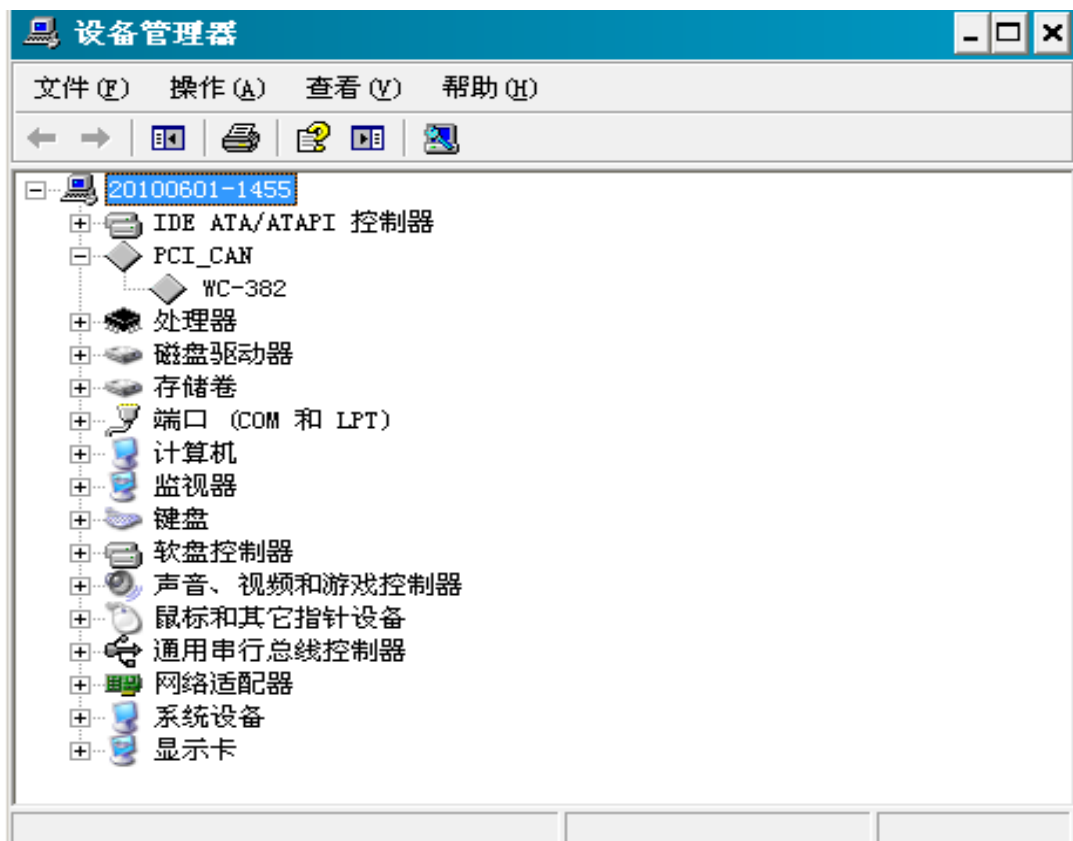 设备管理器
文件(F) 操作(A) 查看(V) 帮助(H)
20100601-1455
IDE ATA/ATAPI 控制器
PCI_CAN
WC-382
处理器
磁盘驱动器
存储卷
端口 (COM 和 LPT)
计算机
监视器
键盘
软盘控制器
声音、视频和游戏控制器
鼠标和其它指针设备
通用串行总线控制器
网络适配器
系统设备
显示卡